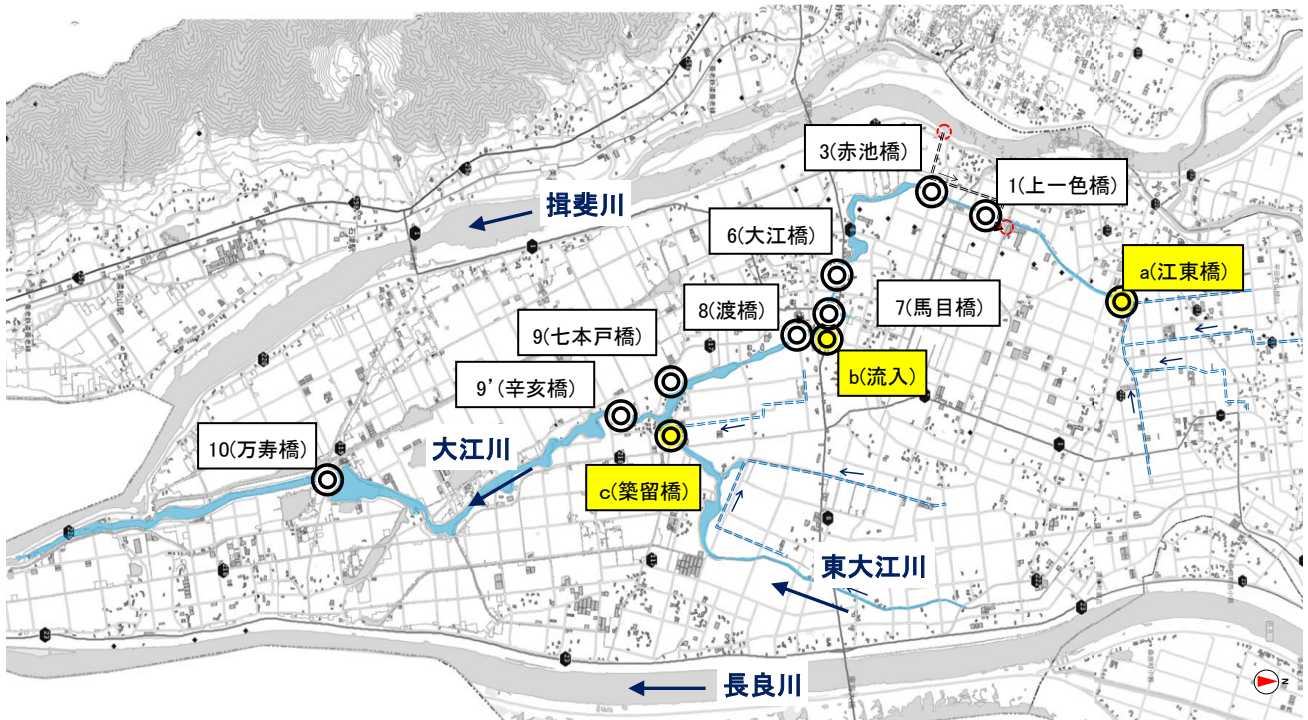 3(赤池橋)
1(上一色橋)
揖斐川
6(大江橋)
a(江東橋)
7(馬目橋)
8(渡橋)
9(七本戸橋)
b(流入)
9'(辛亥橋)
大江川
10(万寿橋)
c(築留橋)
東大江川
長良川
N